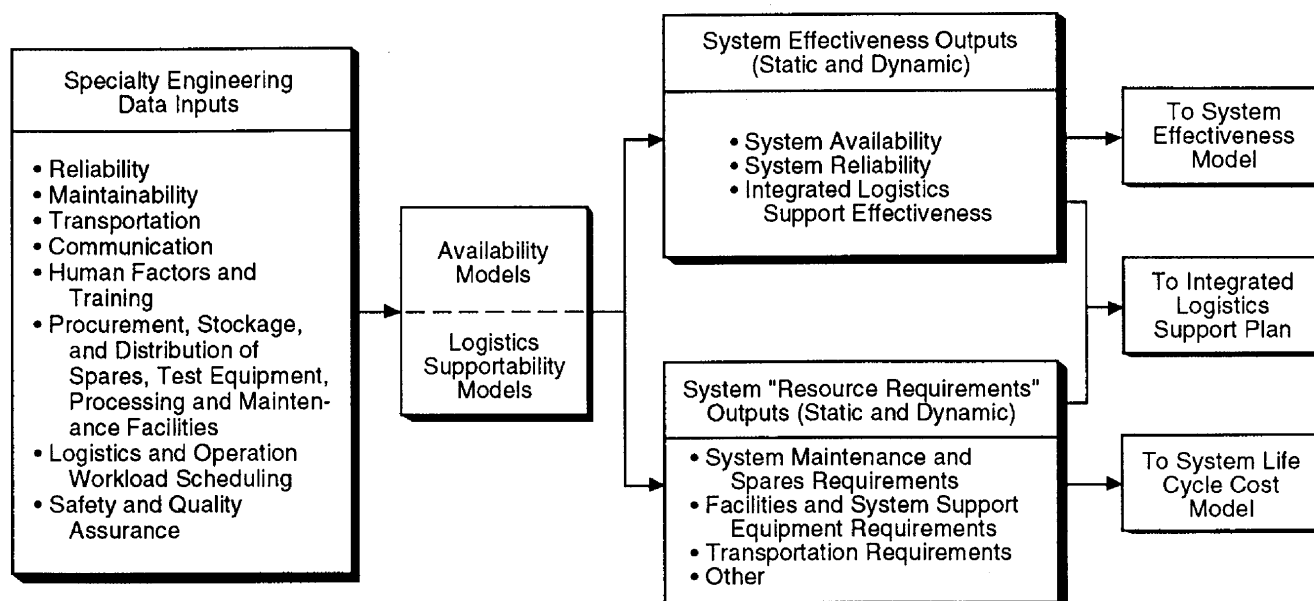 Specialty Engineering
Data Inputs
• Reliability
• Maintainability
• Transportation
• Communication
• Human Factors and
Training
• Procurement, Stockage,
and Distribution of
Spares, Test Equipment,
Processing and Mainten-
ance Facilities
• Logistics and Operation
Workload Scheduling
• Safety and Quality
Assurance
Availability
Models
Logistics
Supportability
Models
System Effectiveness Outputs
(Static and Dynamic)
• System Availability
• System Reliability
• Integrated Logistics
Support Effectiveness
System "Resource Requirements"
Outputs (Static and Dynamic)
• System Maintenance and
Spares Requirements
• Facilities and System Support
Equipment Requirements
• Transportation Requirements
• Other
To System
Effectiveness
Model
To Integrated
Logistics
Support Plan
To System Life
Cycle Cost
Model